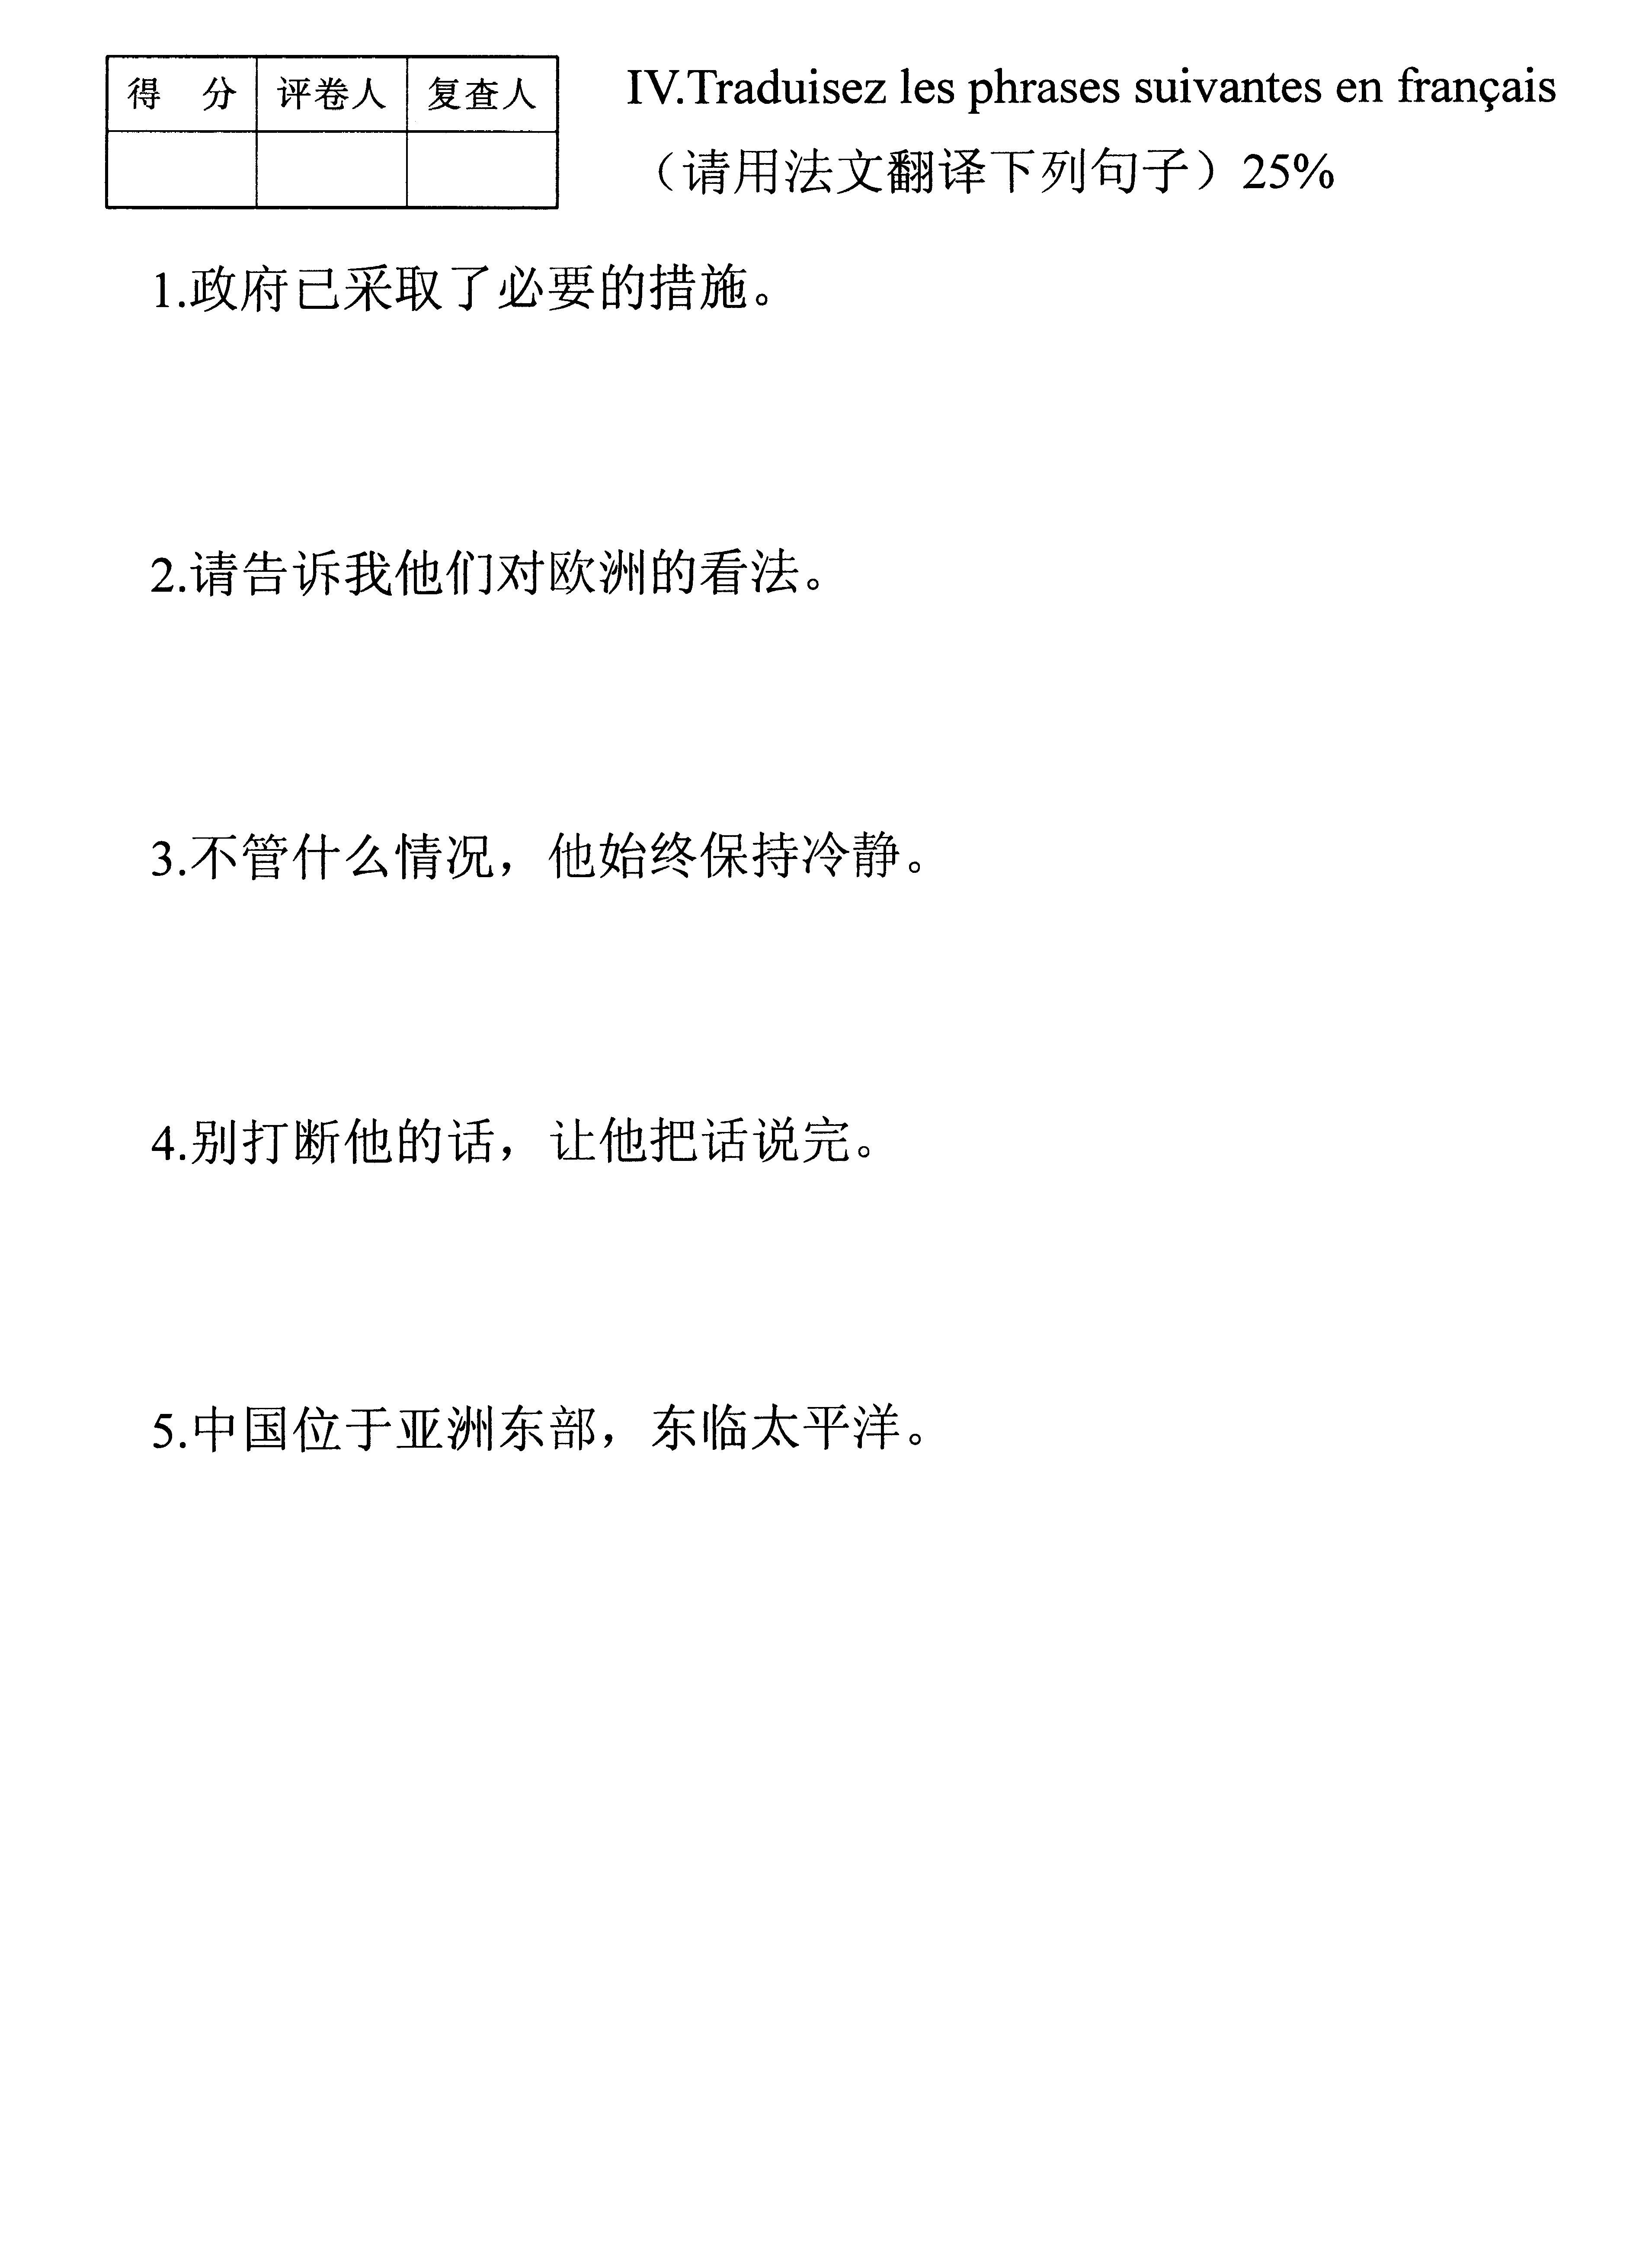 得 分 评卷人 复查人
IV.Traduisez les phrases suivantes en français
（请用法文翻译下列句子）25%
1.政府已采取了必要的措施。
2.请告诉我他们对欧洲的看法。
3.不管什么情况，他始终保持冷静。
4.别打断他的话，让他把话说完。
5.中国位于亚洲东部，东临太平洋。